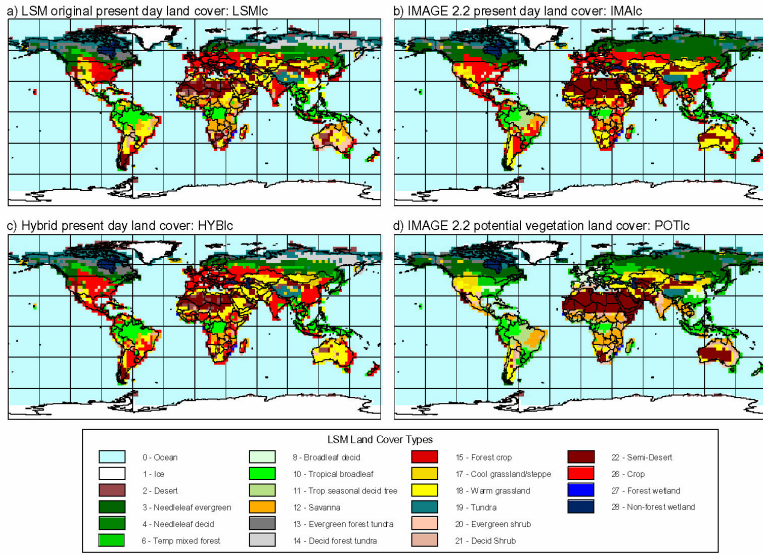 a) LSM original present day land cover: LSMlc
b) IMAGE 2.2 present day land cover: IMAlc
c) Hybrid present day land cover: HYBlc
d) IMAGE 2.2 potential vegetation land cover: POTlc
LSM Land Cover Types
0 - Ocean
1 - Ice
2 - Desert
3 - Needleleaf evergreen
4 - Needleleaf decid
6 - Temp mixed forest
8 - Broadleaf decid
10 - Tropical broadleaf
11 - Trop seasonal decid tree
12 - Savanna
13 - Evergreen forest tundra
14 - Decid forest tundra
15 - Forest crop
17 - Cool grassland/steppe
18 - Warm grassland
19 - Tundra
20 - Evergreen shrub
21 - Decid Shrub
22 - Semi-Desert
26 - Crop
27 - Forest wetland
28 - Non-forest wetland